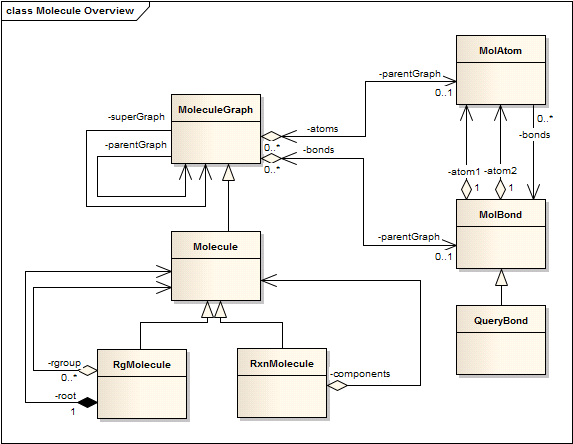 class Molecule Overview
MolAtom
MoleculeGraph
-parentGraph
0..1
-superGraph
-parentGraph
-atoms
0..*
-bonds
0..*
0..*
-bonds
-atom1
1
-atom2
1
MolBond
-parentGraph
0..1
Molecule
QueryBond
RgMolecule
RxnMolecule
-rgroup
0..*
-root
1
-components